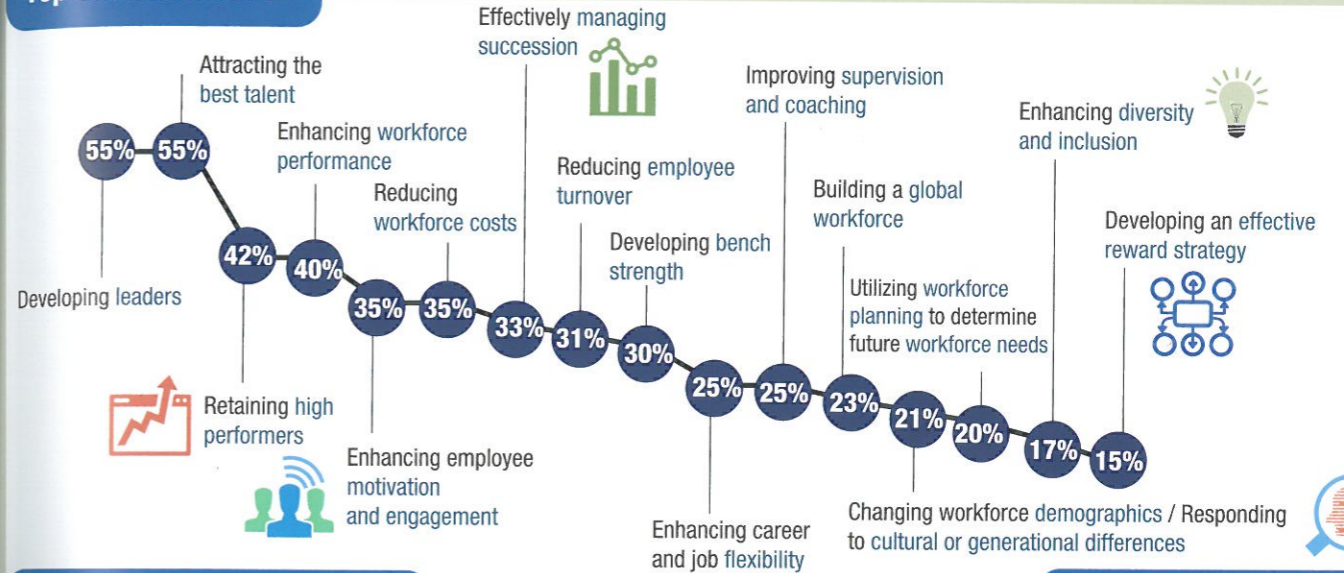 Top
Effectively managing
succession
Attracting the
best talent
Improving supervision
and coaching
Enhancing diversity
and inclusion
Enhancing workforce
performance
55%
55%
Reducing employee
turnover
Reducing
workforce costs
Building a global
workforce
Developing an effective
reward strategy
Developing bench
strength
Developing leaders
42%
40%
35%
35%
33%
31%
30%
Utilizing workforce
planning to determine
future workforce needs
25%
25%
23%
21%
20%
17%
15%
Retaining high
performers
Enhancing employee
motivation
and engagement
Enhancing career
and job flexibility
Changing workforce demographics / Responding
to cultural or generational differences